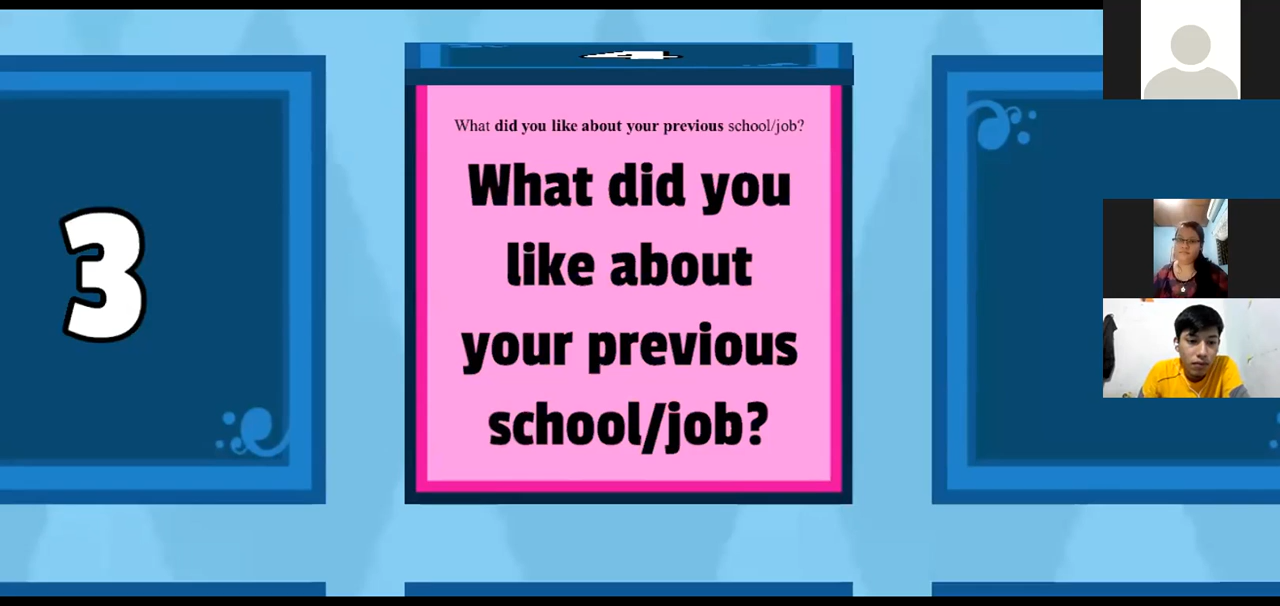 What did you like about your previous school/job?
What did you
like about
your previous
school/job?
3